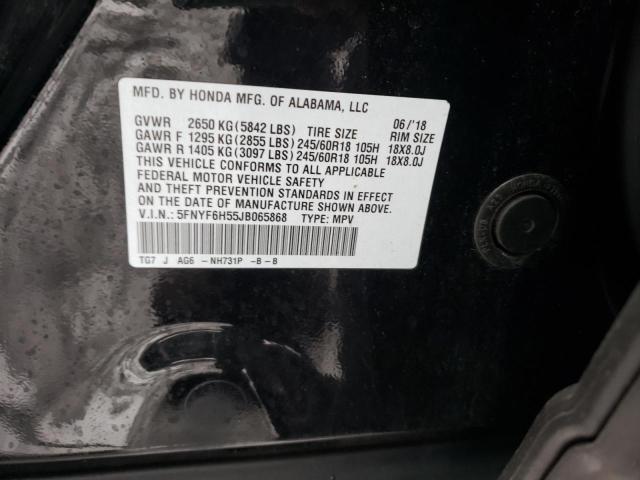 MFD. BY HONDA MFG. OF ALABAMA, LLC
GVWR 2650 KG(5842 LBS) TIRE SIZE 06/'18 RIM SIZE
GAWR F 1295 KG(2855 LBS) 245/60R18 105H 18X8.0J
GAWR R 1405 KG(3097 LBS) 245/60R18 105H 18X8.0J
THIS VEHICLE CONFORMS TO ALL APPLICABLE
FEDERAL MOTOR VEHICLE SAFETY
AND THEFT PREVENTION STANDARDS IN EFFECT
ON THE DATE OF MANUFACTURE SHOWN ABOVE.
V.I.N.: 5FNYF6H55JB065868 TYPE: MPV
TG7 J AG6 -NH731P -B-B